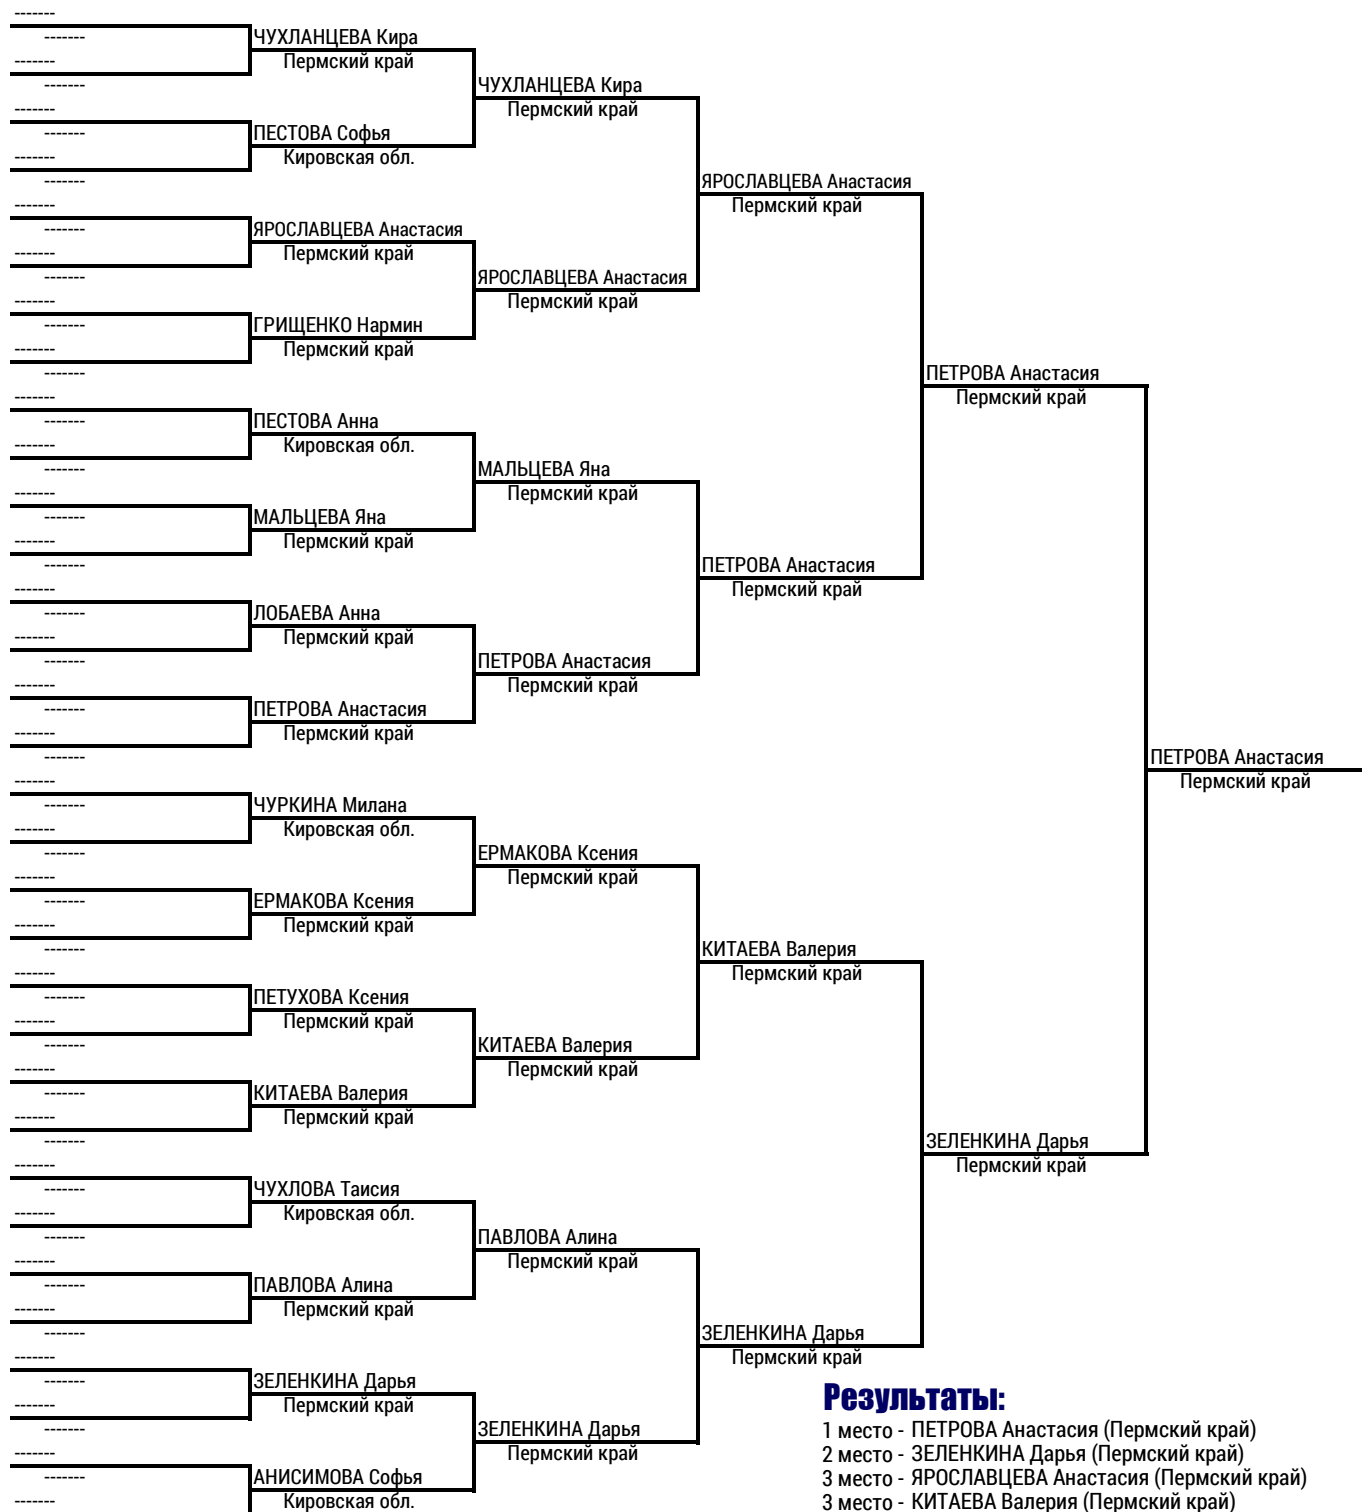 ЧУХЛАНЦЕВА Кира
Пермский край
ПЕСТОВА Софья
Кировская обл.
ЯРОСЛАВЦЕВА Анастасия
Пермский край
ГРИЩЕНКО Нармин
Пермский край
ПЕСТОВА Анна
Кировская обл.
МАЛЬЦЕВА Яна
Пермский край
ЛОБАЕВА Анна
Пермский край
ПЕТРОВА Анастасия
Пермский край
ЧУРКИНА Милана
Кировская обл.
ЕРМАКОВА Ксения
Пермский край
ПЕТУХОВА Ксения
Пермский край
КИТАЕВА Валерия
Пермский край
ЧУХЛОВА Таисия
Кировская обл.
ПАВЛОВА Алина
Пермский край
ЗЕЛЕНКИНА Дарья
Пермский край
АНИСИМОВА Софья
Кировская обл.
ЧУХЛАНЦЕВА Кира
Пермский край
ЯРОСЛАВЦЕВА Анастасия
Пермский край
МАЛЬЦЕВА Яна
Пермский край
ПЕТРОВА Анастасия
Пермский край
ЕРМАКОВА Ксения
Пермский край
КИТАЕВА Валерия
Пермский край
ПАВЛОВА Алина
Пермский край
ЗЕЛЕНКИНА Дарья
Пермский край
ЯРОСЛАВЦЕВА Анастасия
Пермский край
ПЕТРОВА Анастасия
Пермский край
КИТАЕВА Валерия
Пермский край
ЗЕЛЕНКИНА Дарья
Пермский край
ПЕТРОВА Анастасия
Пермский край
ЗЕЛЕНКИНА Дарья
Пермский край
ПЕТРОВА Анастасия
Пермский край
Результаты:
1 место - ПЕТРОВА Анастасия (Пермский край)
2 место - ЗЕЛЕНКИНА Дарья (Пермский край)
3 место - ЯРОСЛАВЦЕВА Анастасия (Пермский край)
3 место - КИТАЕВА Валерия (Пермский край)